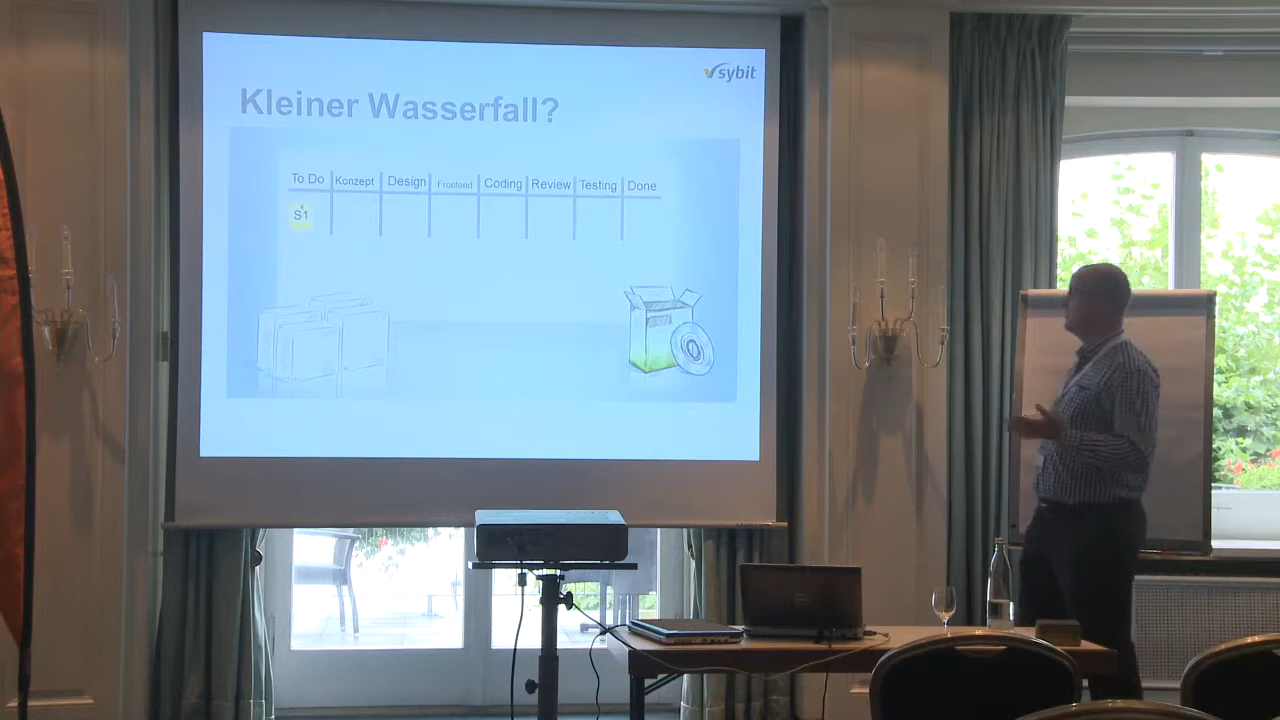 sybit
Kleiner Wasserfall?
To Do Konzept Design Frontend Coding Review Testing Done
S1